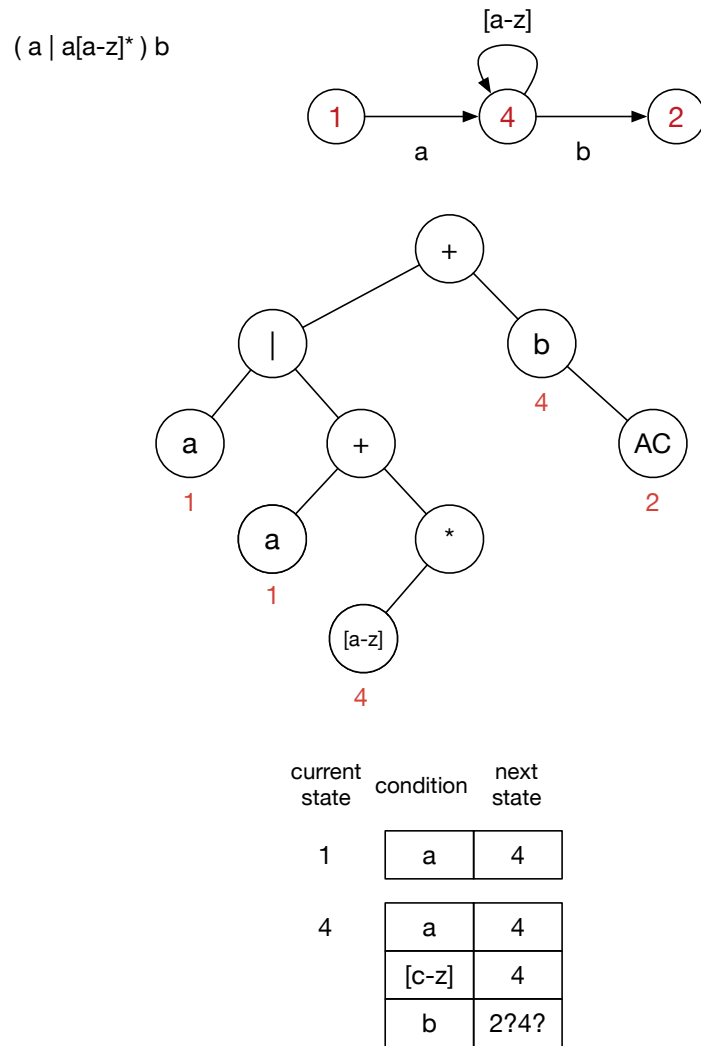 ( a | a[a-z]* ) b
[a-z]
1
4
2
a
b
+
|
b
4
a
+
AC
1
2
a
*
1
[a-z]
4
current state
condition
next state
1
a
4
4
a
4
[c-z]
4
b
2?4?